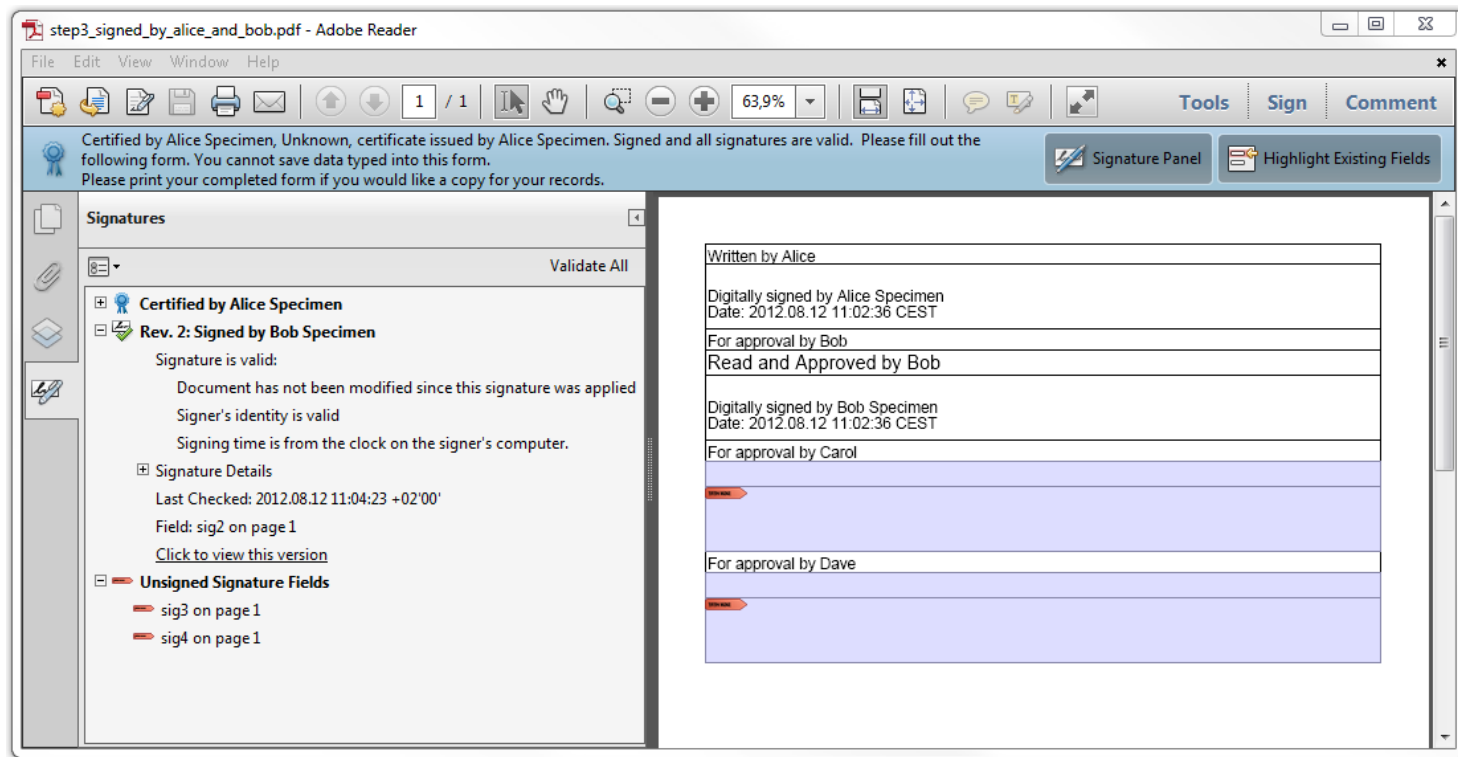 step3_signed_by_alice_and_bob.pdf - Adobe Reader
File Edit View Window Help
1 / 1 63,9% Tools Sign Comment
Certified by Alice Specimen, Unknown, certificate issued by Alice Specimen. Signed and all signatures are valid. Please fill out the
following form. You cannot save data typed into this form.
Please print your completed form if you would like a copy for your records.
Signature Panel
Highlight Existing Fields
Signatures
Validate All
Certified by Alice Specimen
Rev. 2: Signed by Bob Specimen
Signature is valid:
Document has not been modified since this signature was applied
Signer's identity is valid
Signing time is from the clock on the signer's computer.
Signature Details
Last Checked: 2012.08.12 11:04:23 +02'00'
Field: sig2 on page 1
Click to view this version
Unsigned Signature Fields
sig3 on page 1
sig4 on page 1
Written by Alice
Digitally signed by Alice Specimen
Date: 2012.08.12 11:02:36 CEST
For approval by Bob
Read and Approved by Bob
Digitally signed by Bob Specimen
Date: 2012.08.12 11:02:36 CEST
For approval by Carol
For approval by Dave